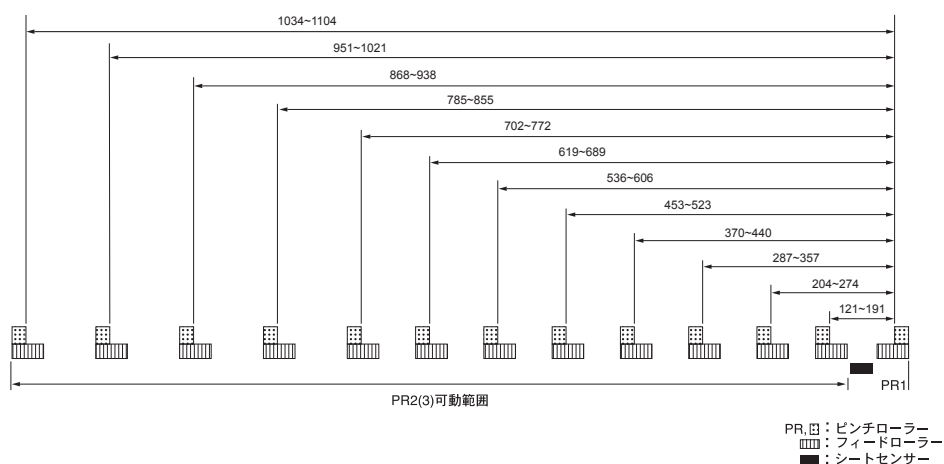 1034~1104
951~1021
868~938
785~855
702~772
619~689
536~606
453~523
370~440
287~357
204~274
121~191
PR1
PR2(3)可動範囲
PR, : ピンチローラー
: フィードローラー
: シートセンサー